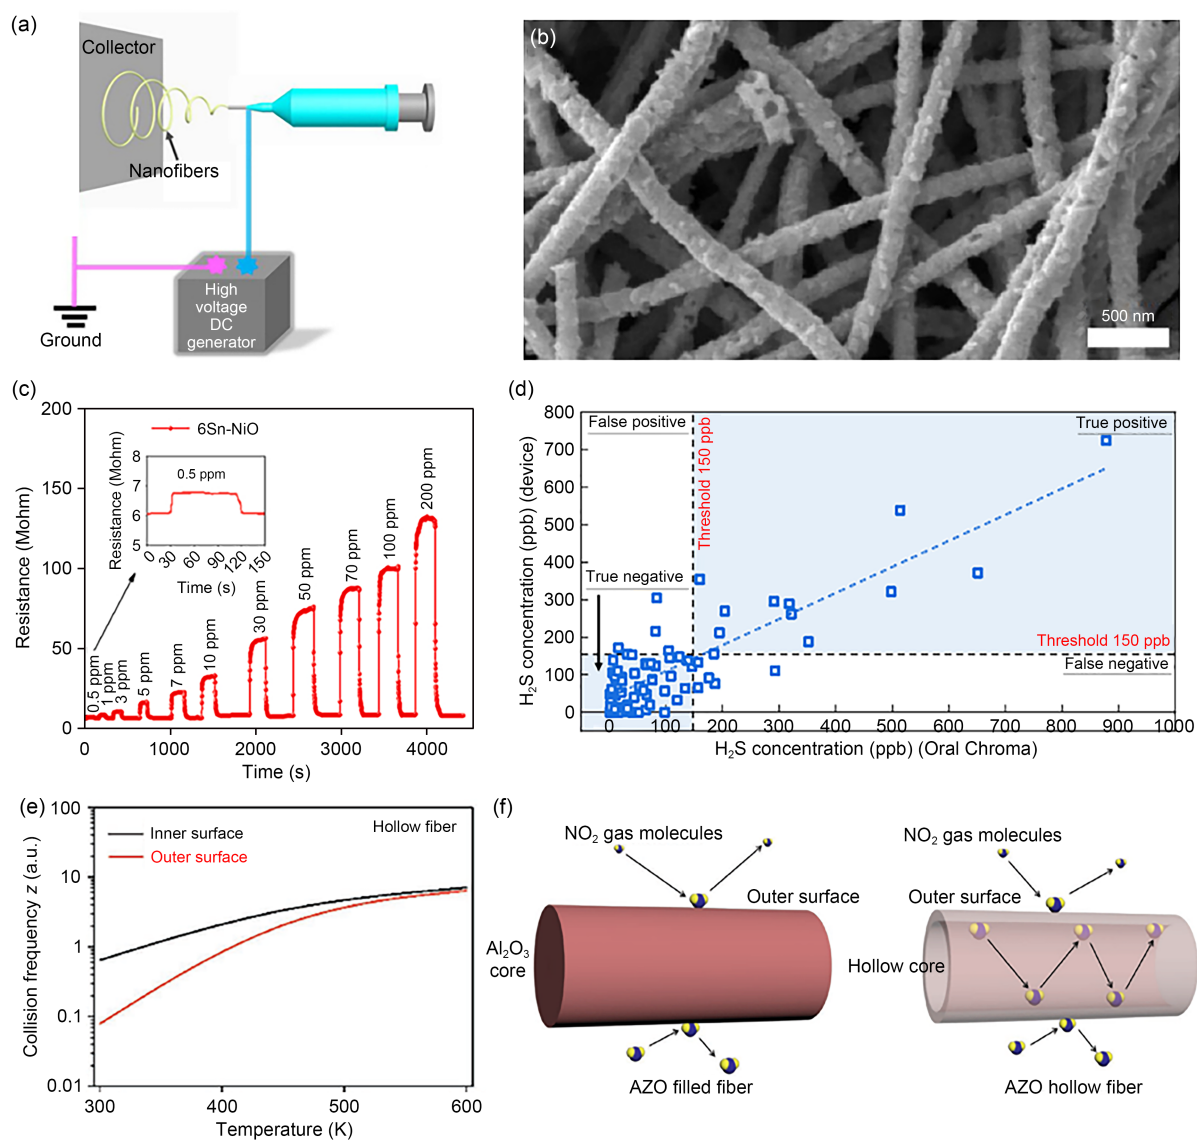 (a)
Collector
Nanofibers
High
voltage
DC
generator
Ground
(b)
500 nm
(c)
200
150
100
50
0
Resistance (Mohm)
6Sn-NiO
8
7
6
5
Resistance (Mohm)
0.5 ppm
0 30 60 90 120 150
Time (s)
0.5 ppm
1 ppm
3 ppm
5 ppm
7 ppm
10 ppm
30 ppm
50 ppm
70 ppm
100 ppm
200 ppm
0 1000 2000 3000 4000
Time (s)
(d)
800
700
600
500
400
300
200
100
0
H₂S concentration (ppb) (device)
False positive
Threshold 150 ppb
True positive
True negative
Threshold 150 ppb
False negative
0 100 200 300 400 500 600 700 800 900 1000
H₂S concentration (ppb) (Oral Chroma)
(e)
100
10
1
0.1
0.01
Collision frequency z (a.u.)
Inner surface
Outer surface
Hollow fiber
300 400 500 600
Temperature (K)
(f)
NO₂ gas molecules
Outer surface
Al₂O₃
core
AZO filled fiber
NO₂ gas molecules
Outer surface
Hollow core
AZO hollow fiber